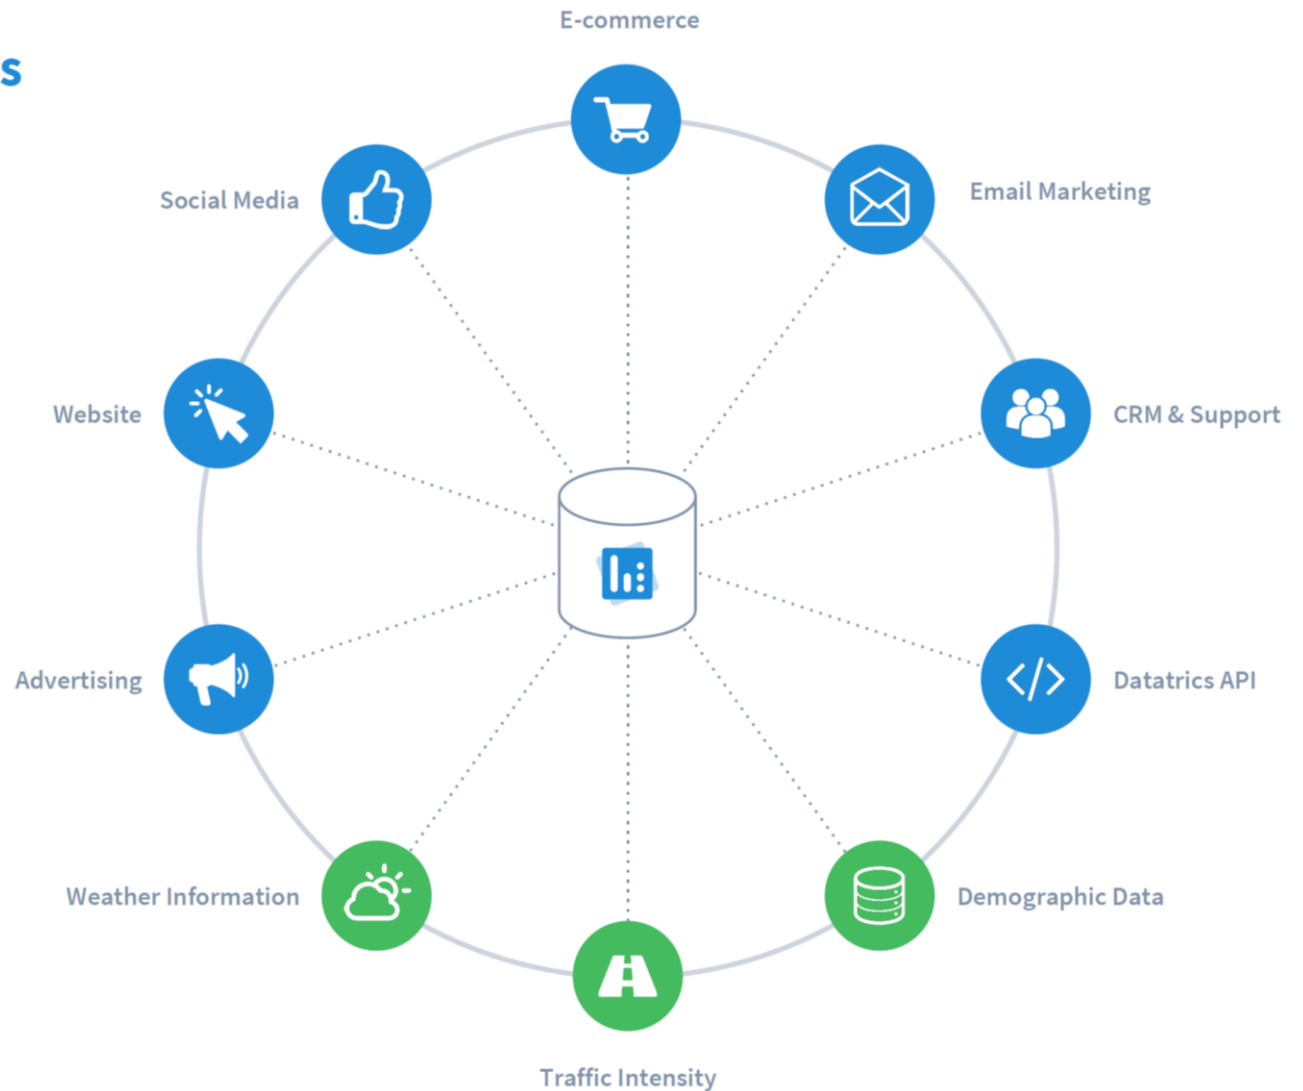 E-commerce
s
Social Media
Email Marketing
Website
CRM & Support
Advertising
Datatrics API
Weather Information
Demographic Data
Traffic Intensity